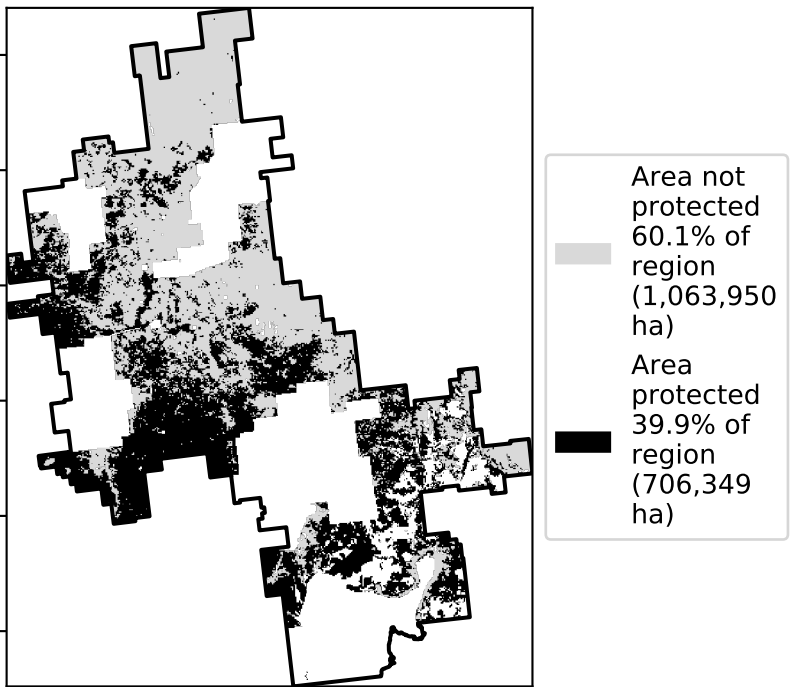 Area not
protected
60.1% of
region
(1,063,950
ha)
Area
protected
39.9% of
region
(706,349
ha)